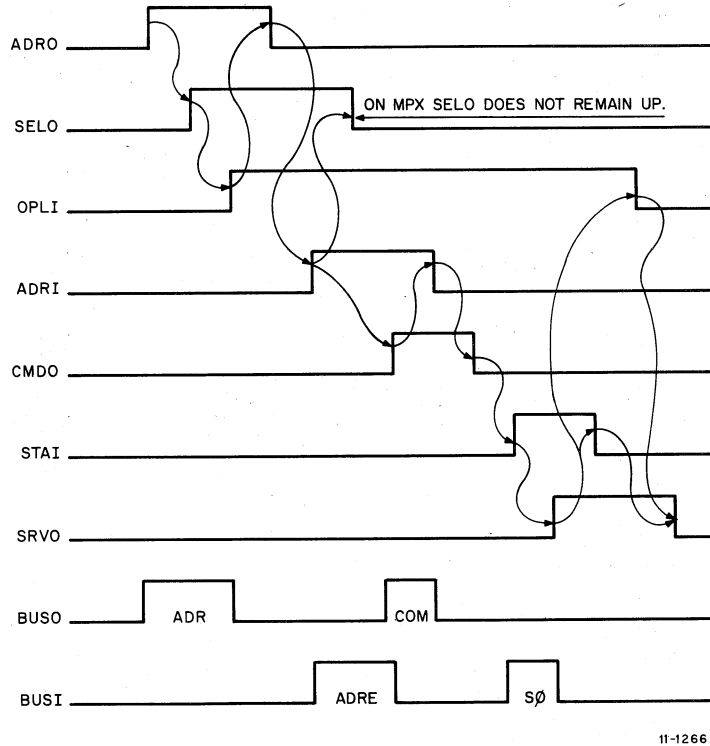 ADRO
ON MPX SELO DOES NOT REMAIN UP.
SELO
OPLI
ADRI
CMDO
STAI
SRVO
BUSO ADR COM
BUSI ADRE SØ
11-1266